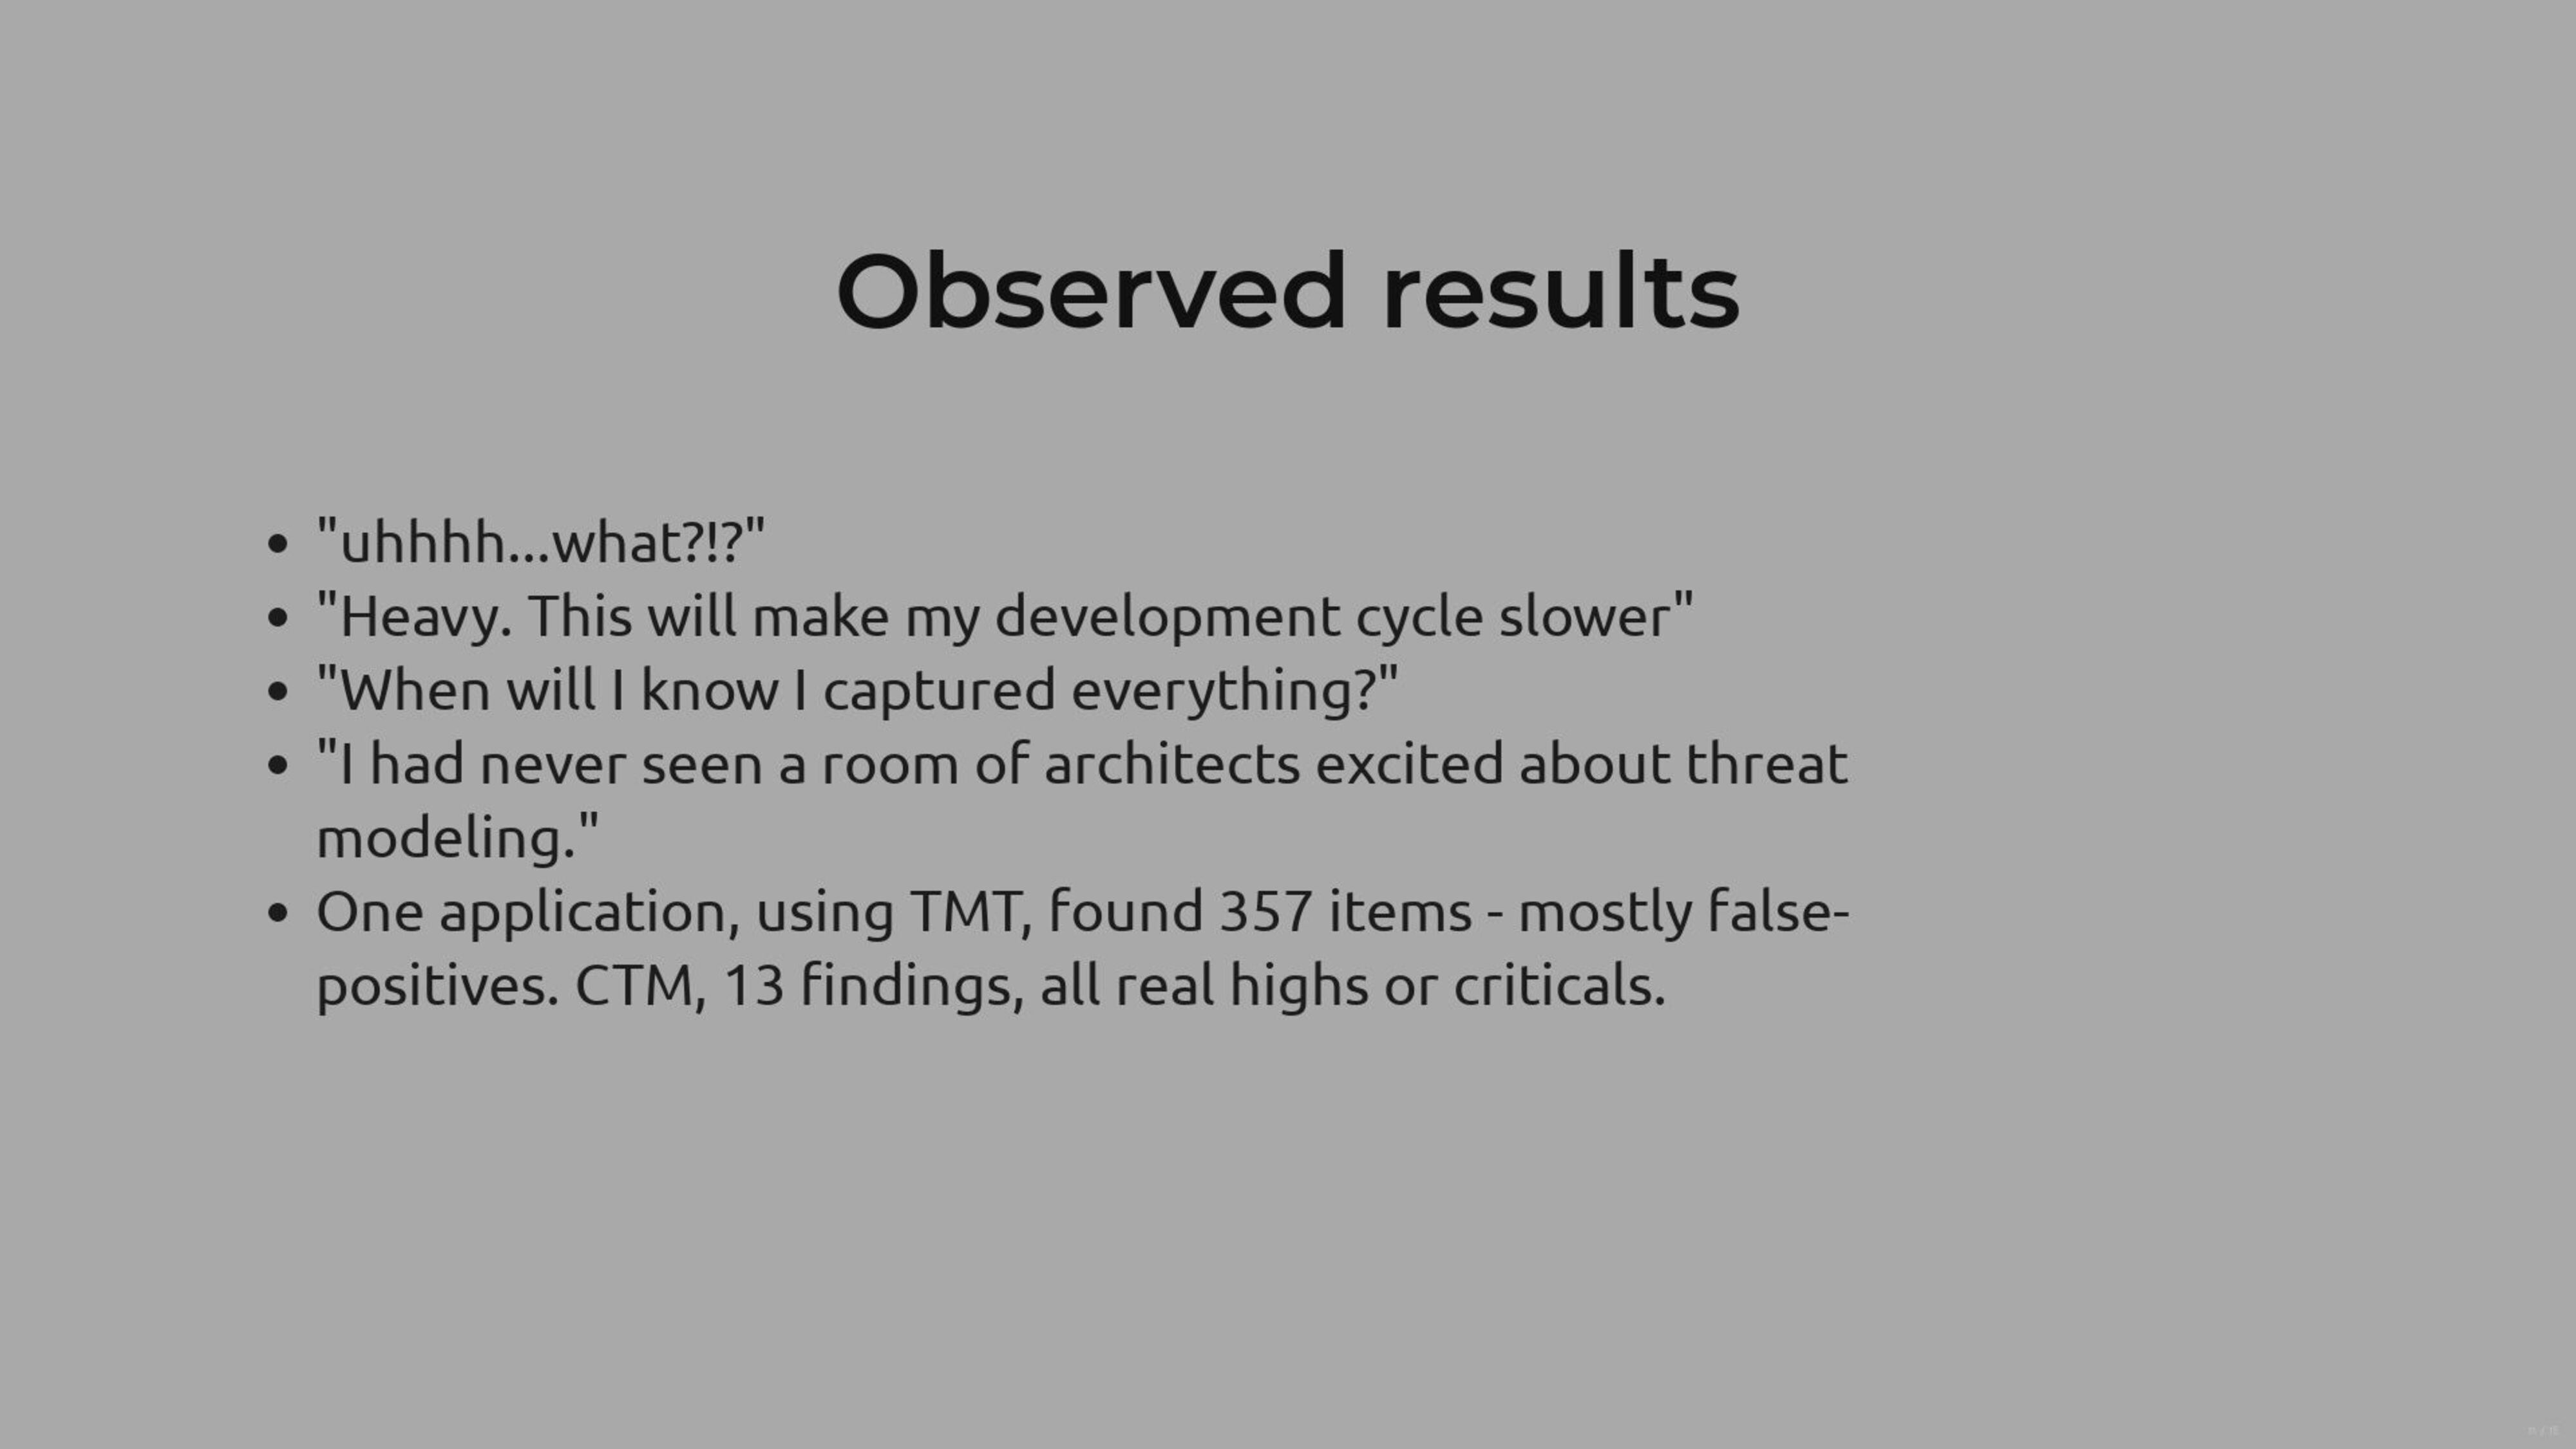 Observed results
• "uhhhh...what?!?"
• "Heavy. This will make my development cycle slower"
• "When will I know I captured everything?"
• "I had never seen a room of architects excited about threat
modeling."
• One application, using TMT, found 357 items - mostly false-
positives. CTM, 13 findings, all real highs or criticals.